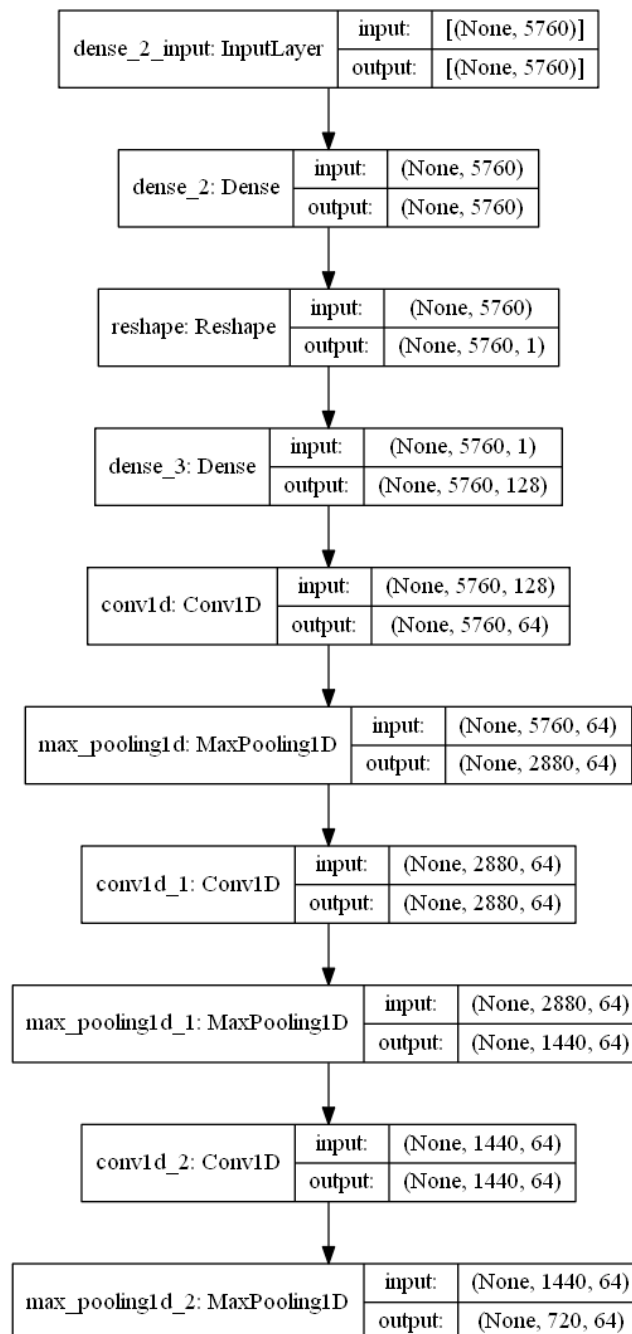 dense_2_input: InputLayer
input: [(None, 5760)]
output: [(None, 5760)]
dense_2: Dense
input: (None, 5760)
output: (None, 5760)
reshape: Reshape
input: (None, 5760)
output: (None, 5760, 1)
dense_3: Dense
input: (None, 5760, 1)
output: (None, 5760, 128)
conv1d: Conv1D
input: (None, 5760, 128)
output: (None, 5760, 64)
max_pooling1d: MaxPooling1D
input: (None, 5760, 64)
output: (None, 2880, 64)
conv1d_1: Conv1D
input: (None, 2880, 64)
output: (None, 2880, 64)
max_pooling1d_1: MaxPooling1D
input: (None, 2880, 64)
output: (None, 1440, 64)
conv1d_2: Conv1D
input: (None, 1440, 64)
output: (None, 1440, 64)
max_pooling1d_2: MaxPooling1D
input: (None, 1440, 64)
output: (None, 720, 64)